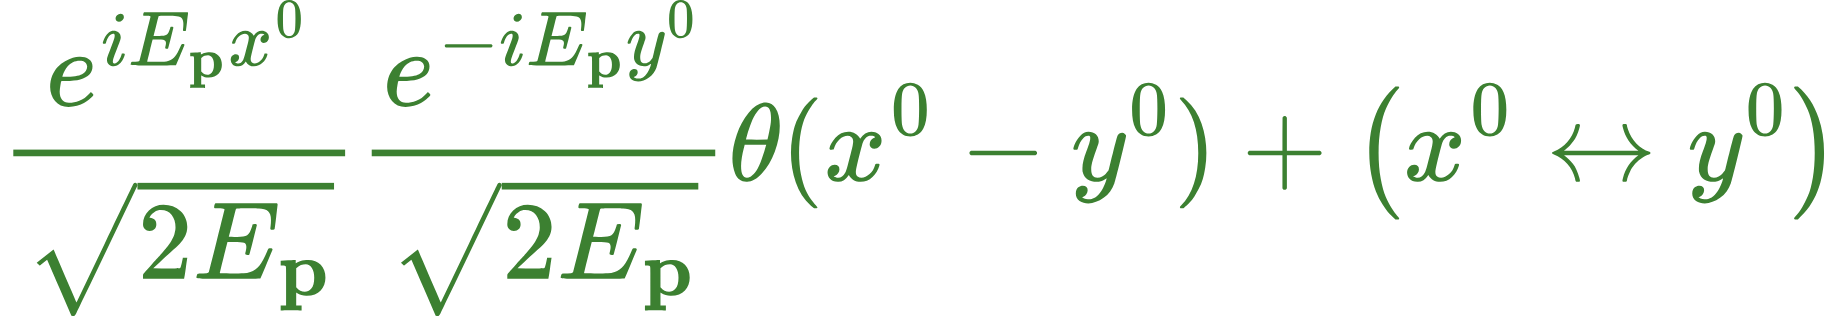 \frac{e^{iE_{\mathbf{p}}x^0}}{\sqrt{2E_{\mathbf{p}}}} \frac{e^{-iE_{\mathbf{p}}y^0}}{\sqrt{2E_{\mathbf{p}}}} \theta(x^0 - y^0) + (x^0 \leftrightarrow y^0)